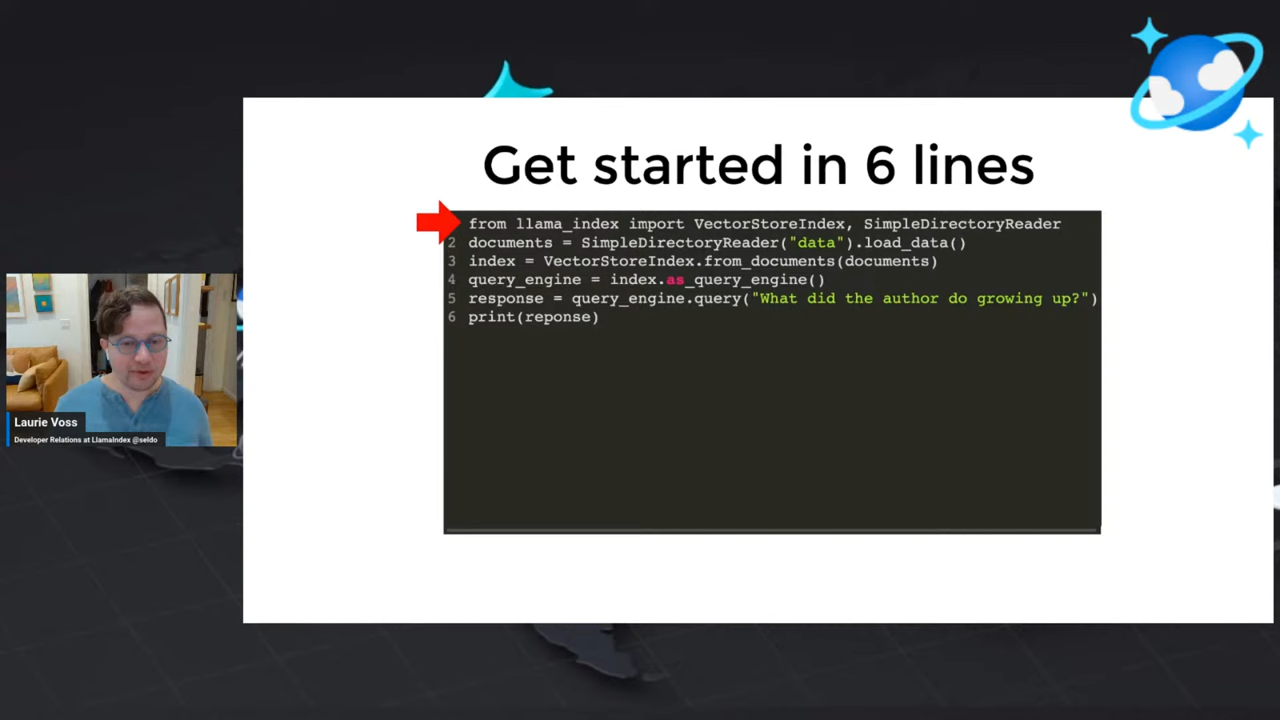 Get started in 6 lines
from llama_index import VectorStoreIndex, SimpleDirectoryReader
2 documents = SimpleDirectoryReader("data").load_data()
3 index = VectorStoreIndex.from_documents(documents)
4 query_engine = index.as_query_engine()
5 response = query_engine.query("What did the author do growing up?")
6 print(reponse)
Laurie Voss
Developer Relations at LlamaIndex @seldo